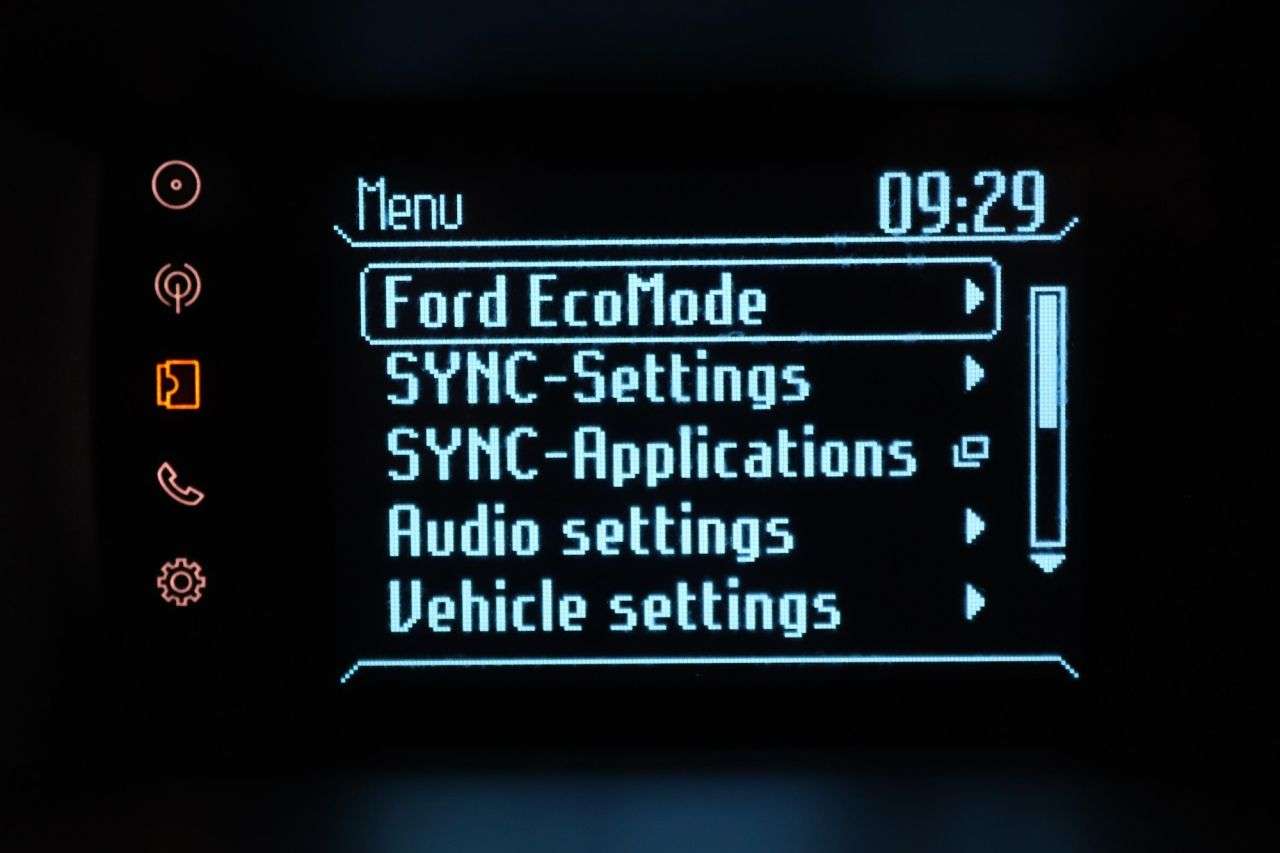 Menu 09:29
Ford EcoMode
SYNC-Settings
SYNC-Applications
Audio settings
Vehicle settings